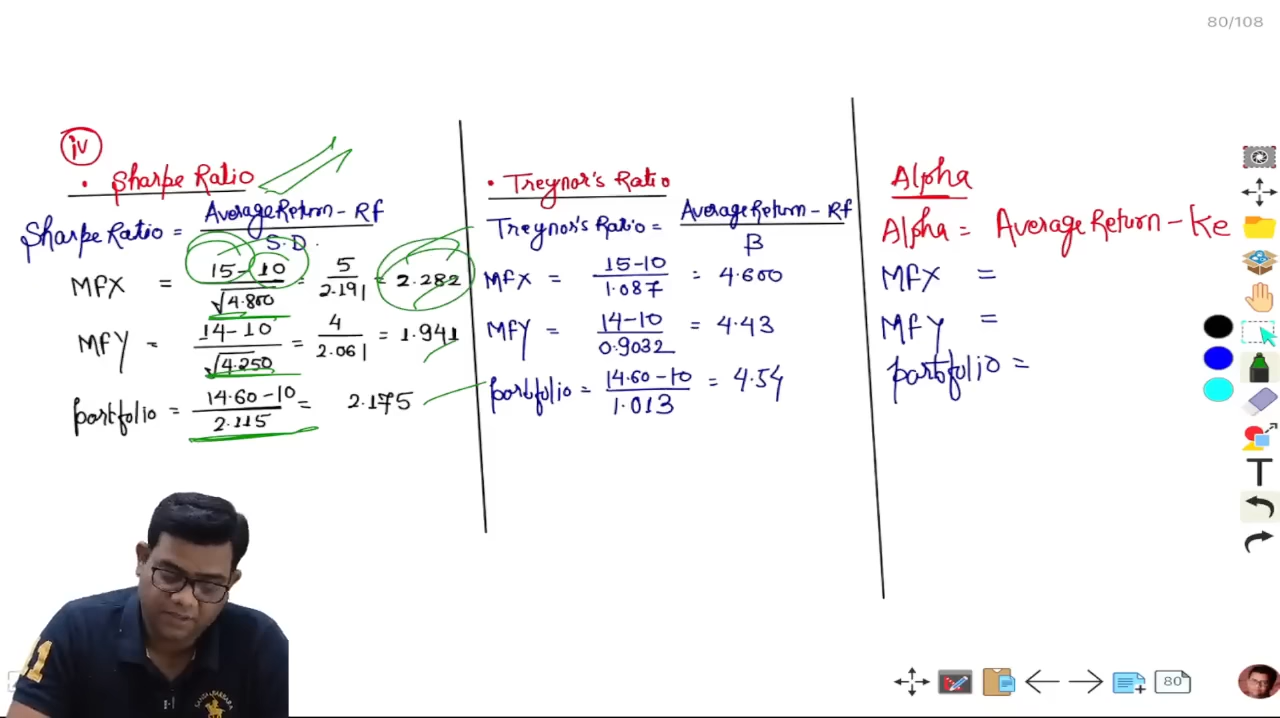 80/108
iv
• Sharpe Ratio
Sharpe Ratio = Average Return - Rf / S.D.
MFX = 15-10 / √4.800 = 5 / 2.191 = 2.282
MFY = 14-10 / √4.250 = 4 / 2.061 = 1.941
portfolio = 14.60-10 / 2.115 = 2.175
• Treynor's Ratio
Treynor's Ratio = Average Return - Rf / β
MFX = 15-10 / 1.087 = 4.600
MFY = 14-10 / 0.9032 = 4.43
portfolio = 14.60-10 / 1.013 = 4.54
Alpha
Alpha = Average Return - Ke
MFX =
MFY =
portfolio =
T
80